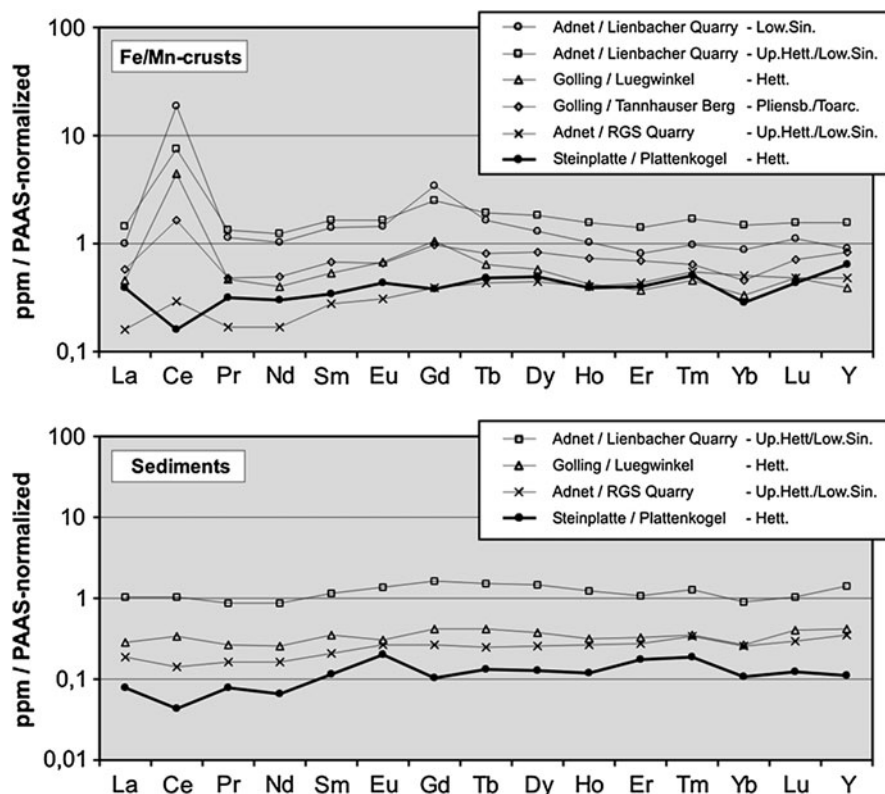 100
10
1
0,1
ppm / PAAS-normalized
Fe/Mn-crusts
Adnet / Lienbacher Quarry - Low.Sin.
Adnet / Lienbacher Quarry - Up.Hett./Low.Sin.
Golling / Luegwinkel - Hett.
Golling / Tannhauser Berg - Pliensb./Toarc.
Adnet / RGS Quarry - Up.Hett./Low.Sin.
Steinplatte / Plattenkogel - Hett.
La Ce Pr Nd Sm Eu Gd Tb Dy Ho Er Tm Yb Lu Y
100
10
1
0,1
0,01
ppm / PAAS-normalized
Sediments
Adnet / Lienbacher Quarry - Up.Hett/Low.Sin.
Golling / Luegwinkel - Hett.
Adnet / RGS Quarry - Up.Hett./Low.Sin.
Steinplatte / Plattenkogel - Hett.
La Ce Pr Nd Sm Eu Gd Tb Dy Ho Er Tm Yb Lu Y